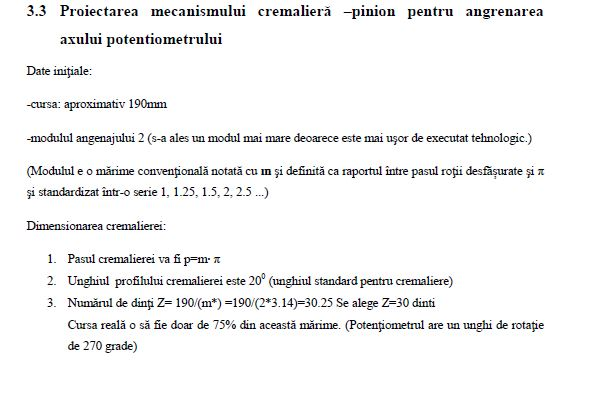 3.3 Proiectarea mecanismului cremalieră –pinion pentru angrenarea
axului potentiometrului
Date iniţiale:
-cursa: aproximativ 190mm
-modulul angenajului 2 (s-a ales un modul mai mare deoarece este mai uşor de executat tehnologic.)
(Modulul e o mărime convenţională notată cu m şi definită ca raportul între pasul roţii desfăşurate şi π
şi standardizat într-o serie 1, 1.25, 1.5, 2, 2.5 ...)
Dimensionarea cremalierei:
1. Pasul cremalierei va fi p=m· π
2. Unghiul profilului cremalierei este 20⁰ (unghiul standard pentru cremaliere)
3. Numărul de dinţi Z= 190/(m*) =190/(2*3.14)=30.25 Se alege Z=30 dinti
Cursa reală o să fie doar de 75% din această mărime. (Potenţiometrul are un unghi de rotaţie
de 270 grade)